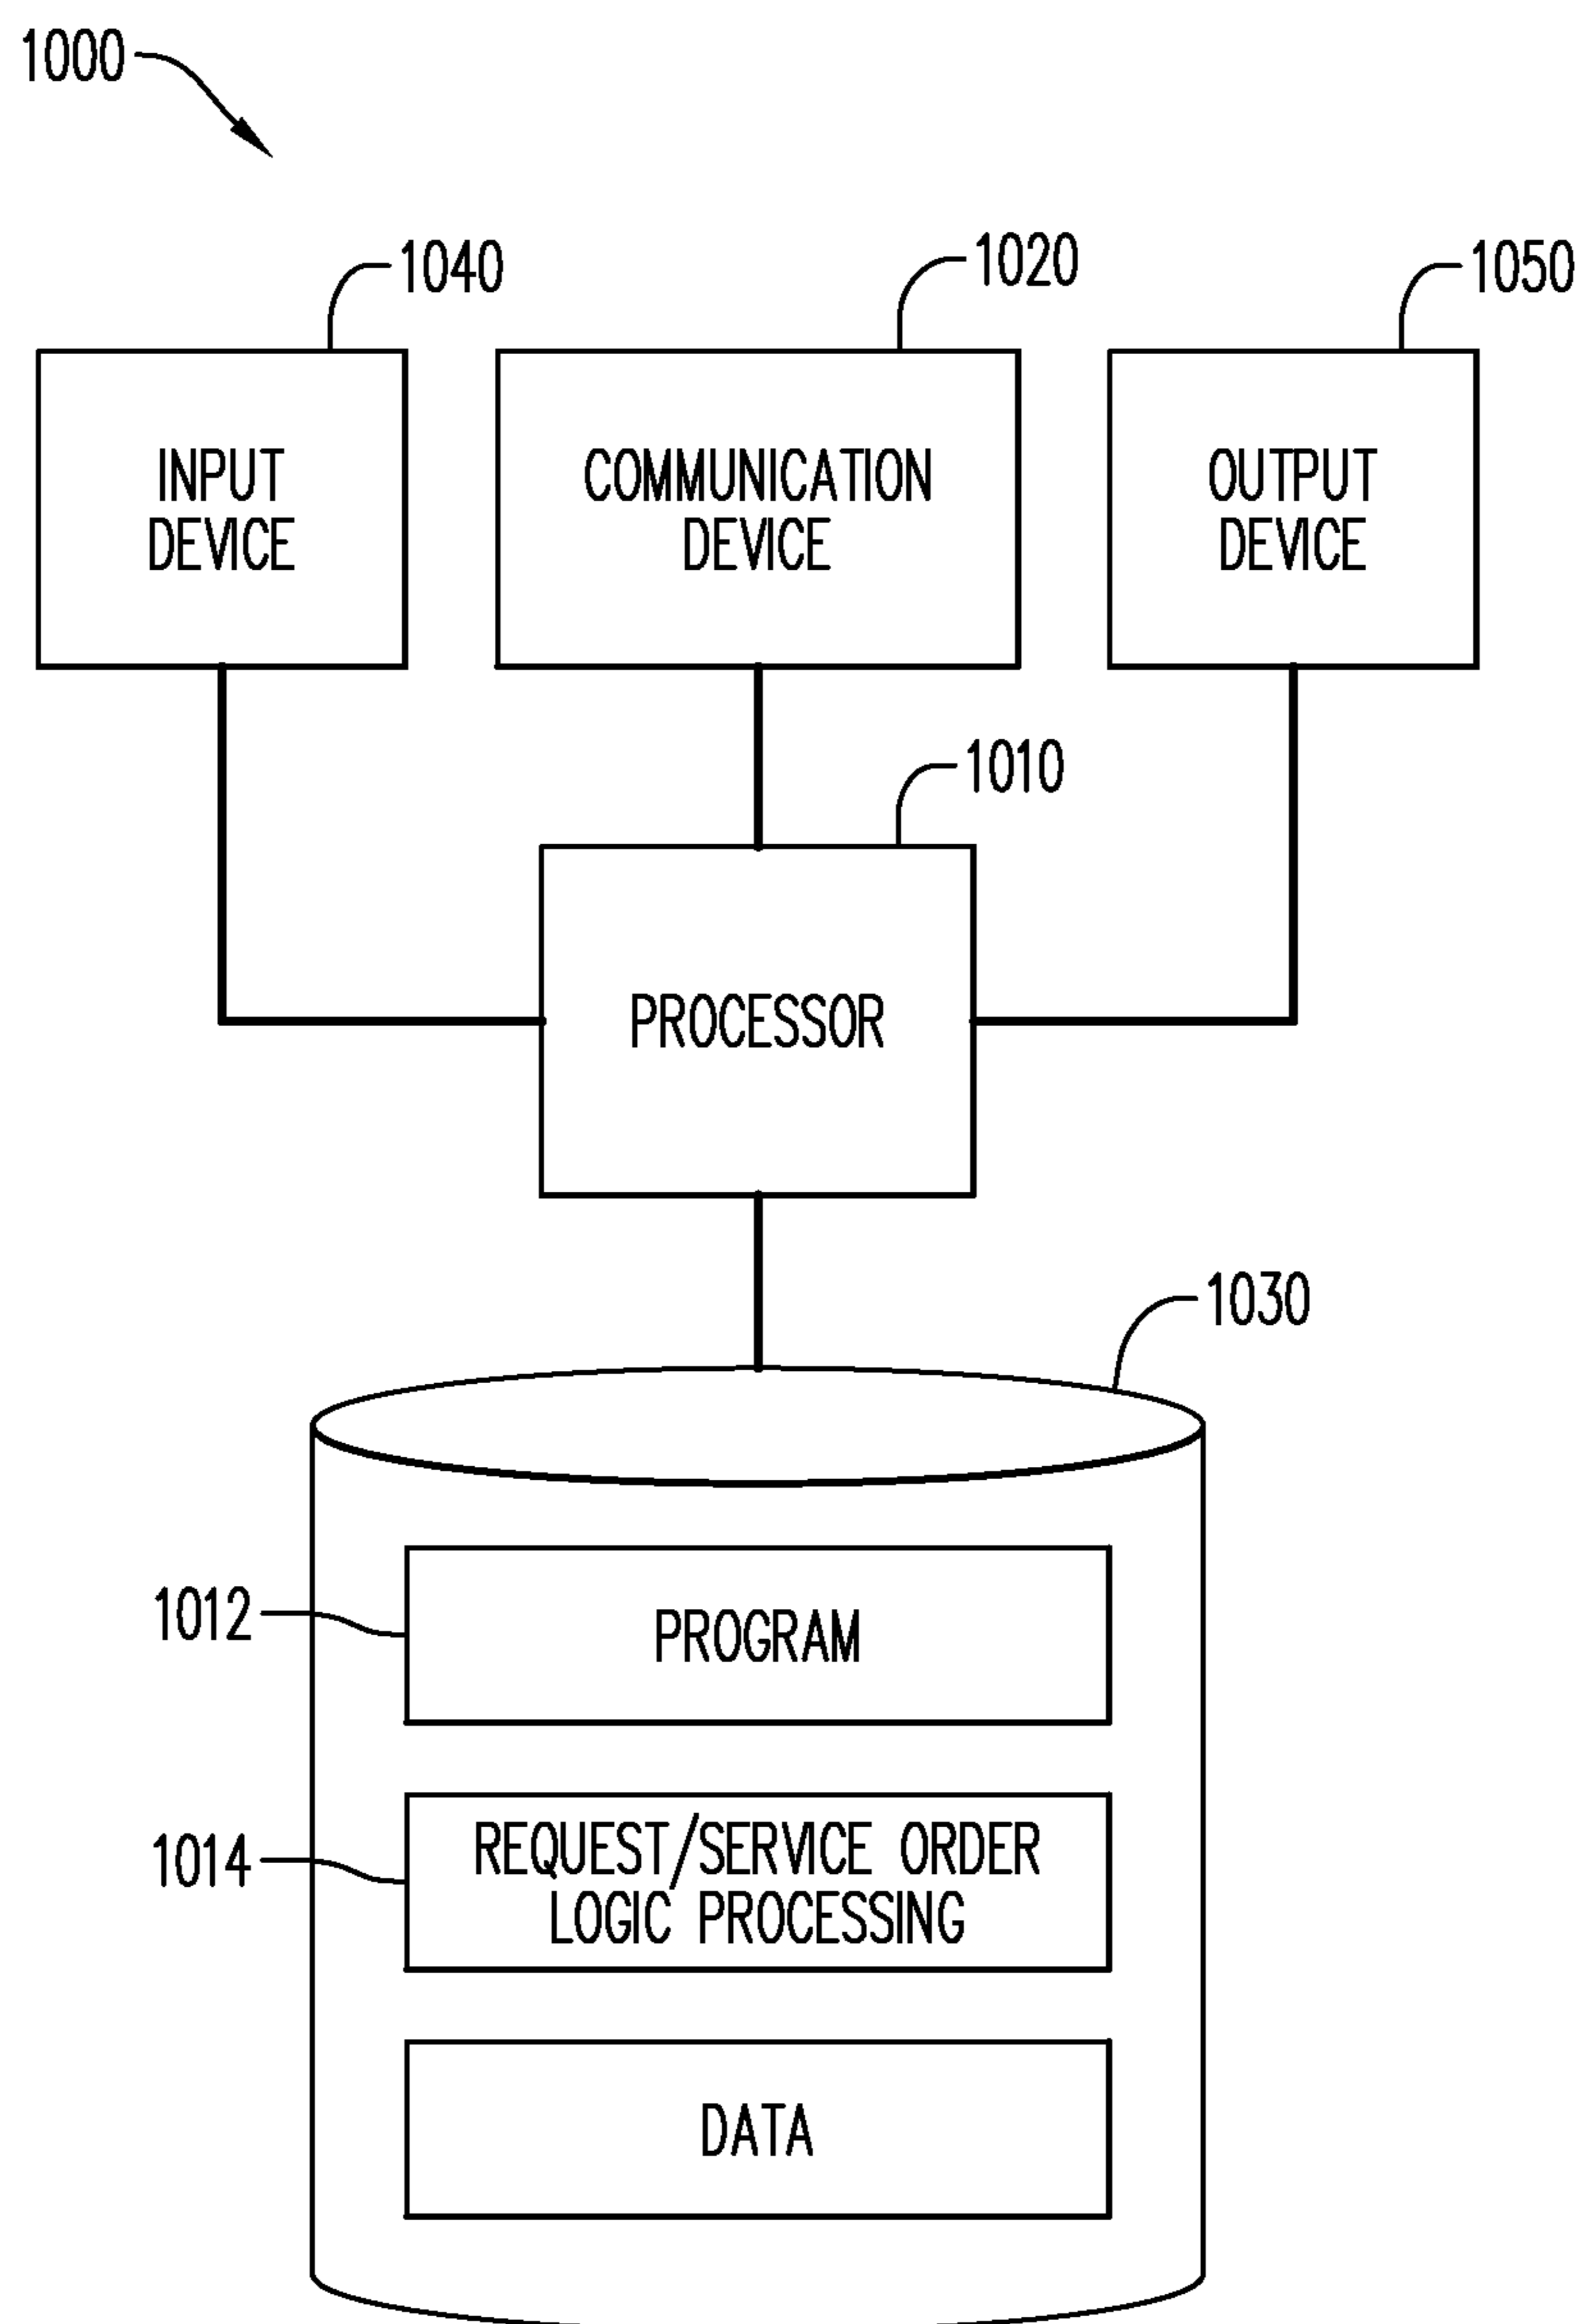 1000
1040
1020
1050
INPUT
DEVICE
COMMUNICATION
DEVICE
OUTPUT
DEVICE
1010
PROCESSOR
1030
1012
PROGRAM
1014
REQUEST/SERVICE ORDER
LOGIC PROCESSING
DATA